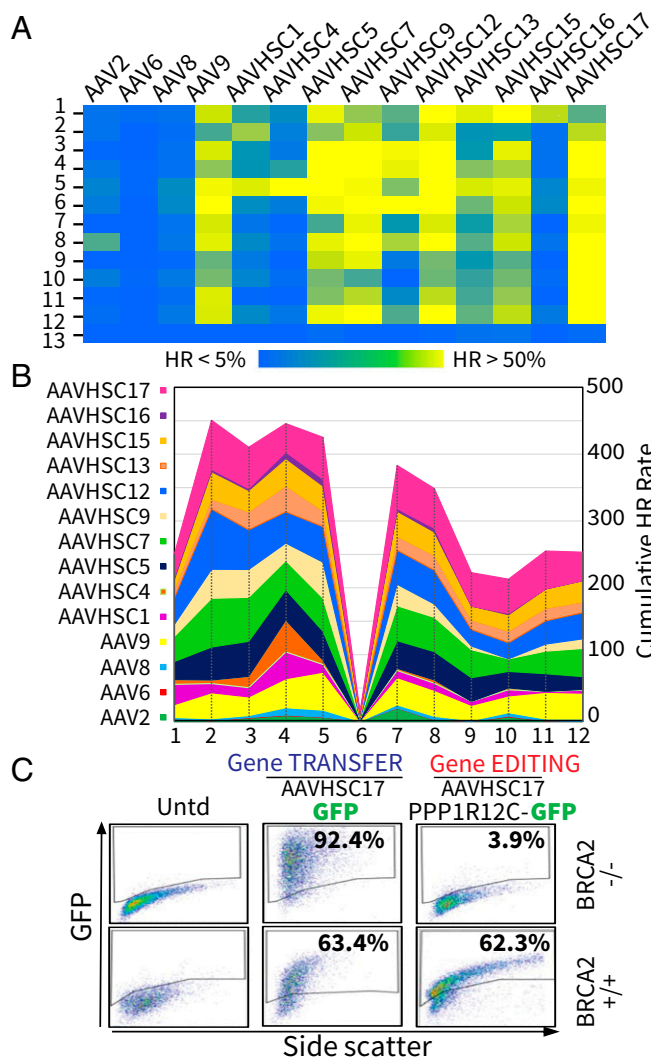 A
AAV2
AAV6
AAV8
AAV9
AAVHSC1
AAVHSC4
AAVHSC5
AAVHSC7
AAVHSC9
AAVHSC12
AAVHSC13
AAVHSC15
AAVHSC16
AAVHSC17
1
2
3
4
5
6
7
8
9
10
11
12
13
HR < 5%
HR > 50%
B
AAVHSC17
AAVHSC16
AAVHSC15
AAVHSC13
AAVHSC12
AAVHSC9
AAVHSC7
AAVHSC5
AAVHSC4
AAVHSC1
AAV9
AAV8
AAV6
AAV2
500
400
300
200
100
0
Cumulative HR Rate
1 2 3 4 5 6 7 8 9 10 11 12
C
Gene TRANSFER Gene EDITING
Untd AAVHSC17 AAVHSC17
GFP PPP1R12C-GFP
92.4% 3.9%
BRCA2
-/-
GFP
63.4% 62.3%
BRCA2
+/+
Side scatter